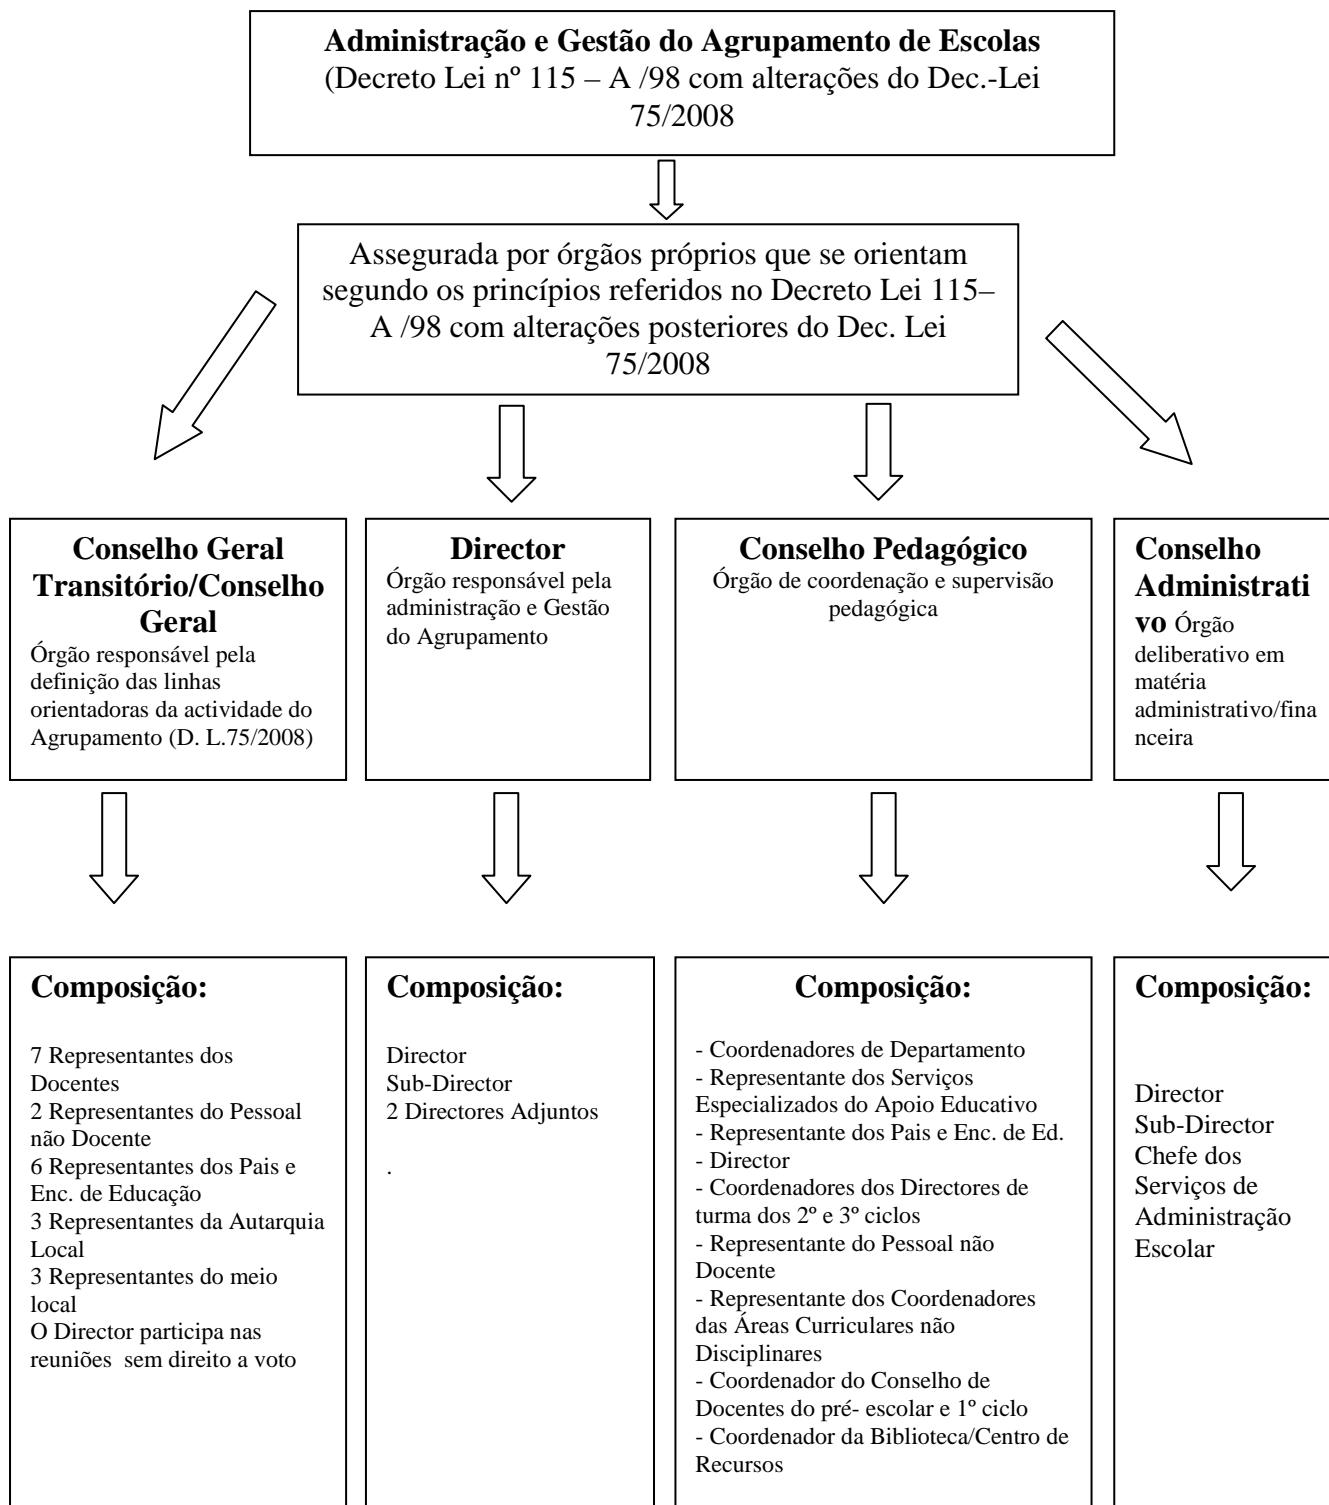 Administração e Gestão do Agrupamento de Escolas
(Decreto Lei nº 115 – A /98 com alterações do Dec.-Lei
75/2008
Assegurada por órgãos próprios que se orientam
segundo os princípios referidos no Decreto Lei 115–
A /98 com alterações posteriores do Dec. Lei
75/2008
Conselho Geral
Transitório/Conselho
Geral
Órgão responsável pela
definição das linhas
orientadoras da actividade do
Agrupamento (D. L.75/2008)
Director
Órgão responsável pela
administração e Gestão
do Agrupamento
Conselho Pedagógico
Órgão de coordenação e supervisão
pedagógica
Conselho
Administrati
vo Órgão
deliberativo em
matéria
administrativo/fina
nceira
Composição:
7 Representantes dos
Docentes
2 Representantes do Pessoal
não Docente
6 Representantes dos Pais e
Enc. de Educação
3 Representantes da Autarquia
Local
3 Representantes do meio
local
O Director participa nas
reuniões  sem direito a voto
Composição:
Director
Sub-Director
2 Directores Adjuntos
.
Composição:
- Coordenadores de Departamento
- Representante dos Serviços
Especializados do Apoio Educativo
- Representante dos Pais e Enc. de Ed.
- Director
- Coordenadores dos Directores de
turma dos 2º e 3º ciclos
- Representante do Pessoal não
Docente
- Representante dos Coordenadores
das Áreas Curriculares não
Disciplinares
- Coordenador do Conselho de
Docentes do pré- escolar e 1º ciclo
- Coordenador da Biblioteca/Centro de
Recursos
Composição:
Director
Sub-Director
Chefe dos
Serviços de
Administração
Escolar